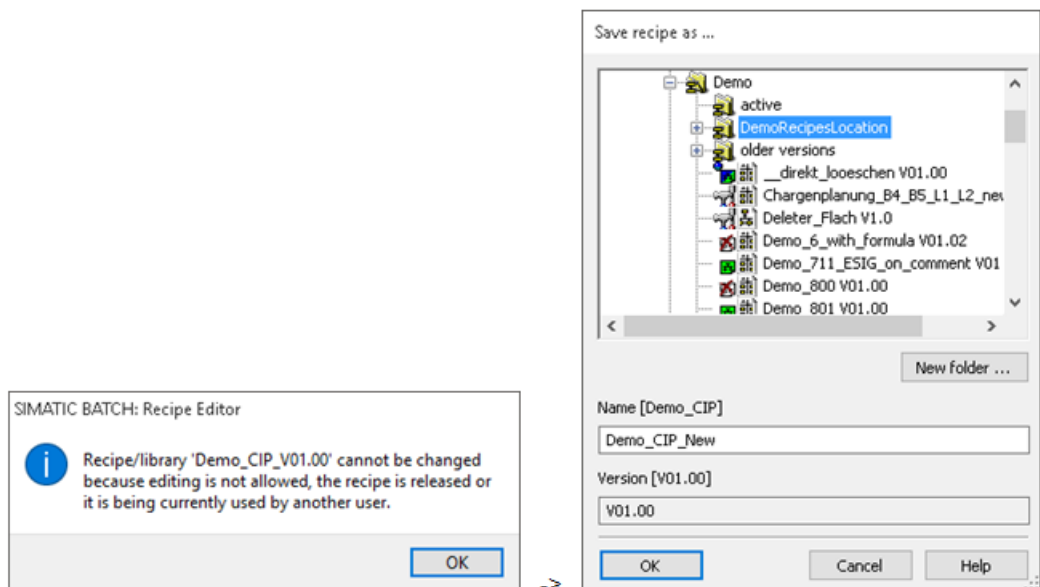 SIMATIC BATCH: Recipe Editor
Recipe/library 'Demo_CIP_V01.00' cannot be changed
because editing is not allowed, the recipe is released or
it is being currently used by another user.
OK
->
Save recipe as ...
Demo
active
DemoRecipesLocation
older versions
__direkt_looeschen V01.00
Chargenplanung_B4_B5_L1_L2_neu
Deleter_Flach V1.0
Demo_6_with_formula V01.02
Demo_711_ESIG_on_comment V01
Demo_800 V01.00
Demo_801 V01.00
New folder ...
Name [Demo_CIP]
Demo_CIP_New
Version [V01.00]
V01.00
OK
Cancel
Help